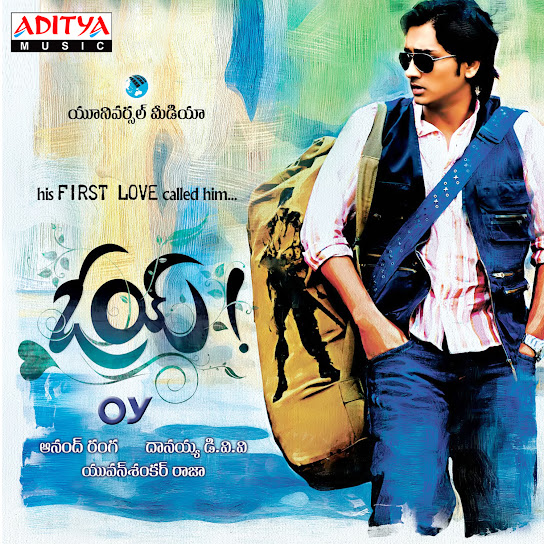 ADITYA
MUSIC
యూనివర్సల్ మీడియా
his FIRST LOVE called him...
ఓయ్!
oy
ఆనంద్ రంగ దానయ్య డి.వి.వి
యువన్‌శంకర్ రాజా